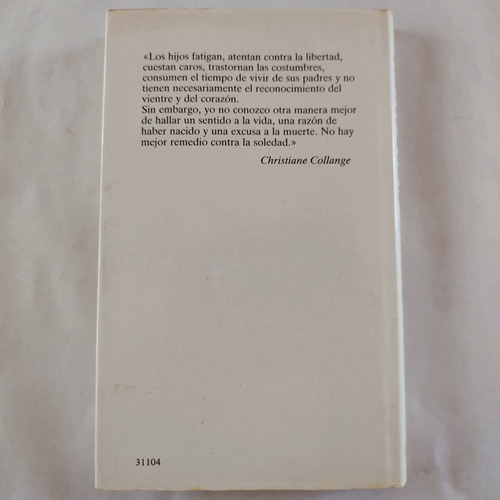 «Los hijos fatigan, atentan contra la libertad,
cuestan caros, trastornan las costumbres,
consumen el tiempo de vivir de sus padres y no
tienen necesariamente el reconocimiento del
vientre y del corazón.
Sin embargo, yo no conozco otra manera mejor
de hallar un sentido a la vida, una razón de
haber nacido y una excusa a la muerte. No hay
mejor remedio contra la soledad.»
Christiane Collange
31104